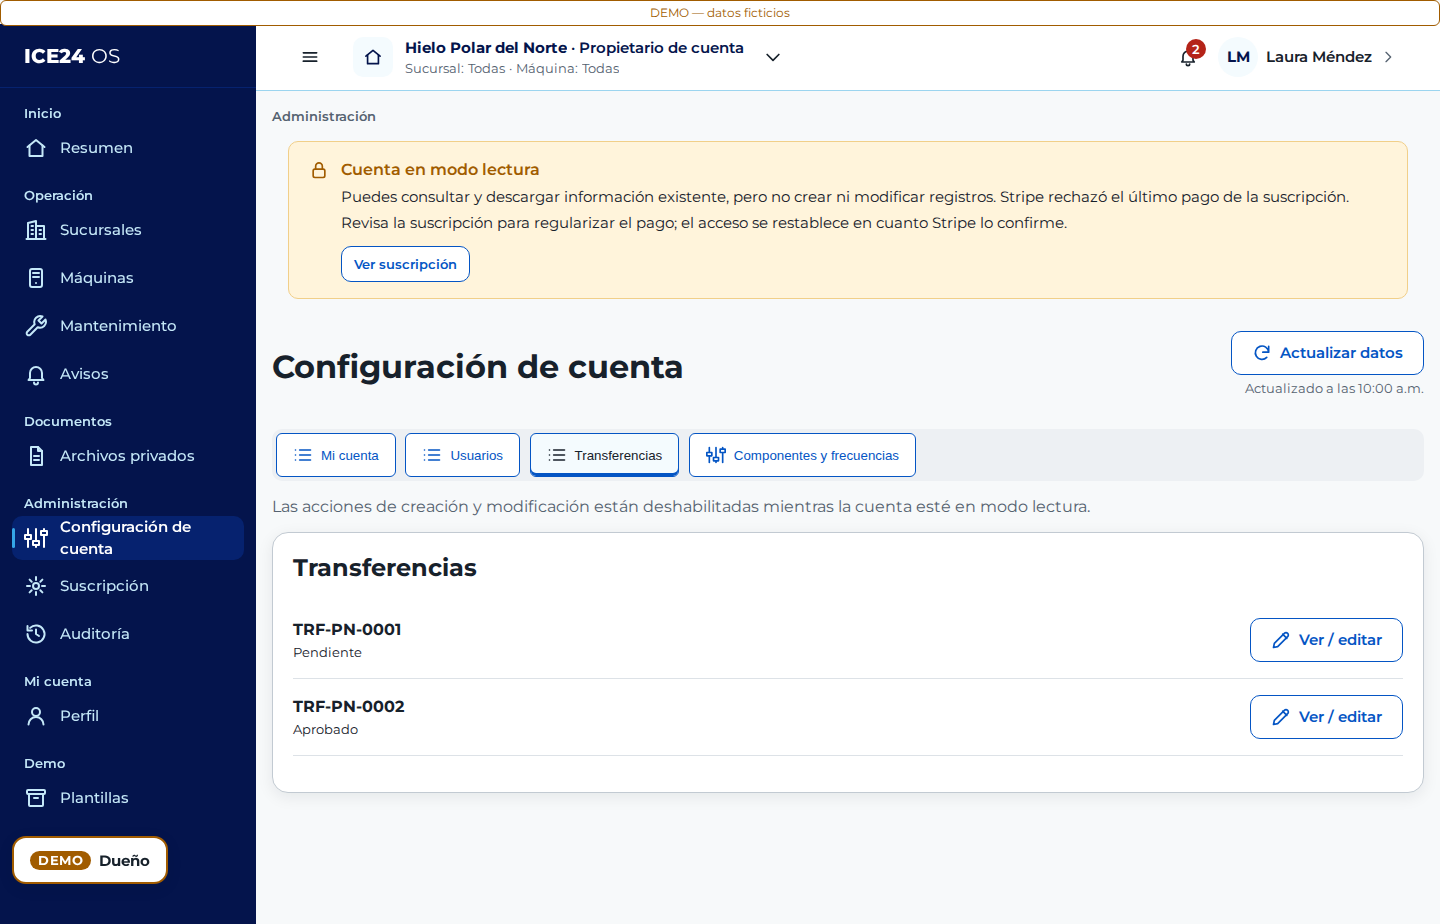 DEMO — datos ficticios
ICE24 OS
Inicio
Resumen
Operación
Sucursales
Máquinas
Mantenimiento
Avisos
Documentos
Archivos privados
Administración
Configuración de
cuenta
Suscripción
Auditoría
Mi cuenta
Perfil
Demo
Plantillas
DEMO Dueño
Hielo Polar del Norte · Propietario de cuenta
Sucursal: Todas · Máquina: Todas
2
LM Laura Méndez
Administración
Cuenta en modo lectura
Puedes consultar y descargar información existente, pero no crear ni modificar registros. Stripe rechazó el último pago de la suscripción.
Revisa la suscripción para regularizar el pago; el acceso se restablece en cuanto Stripe lo confirme.
Ver suscripción
Configuración de cuenta
Actualizar datos
Actualizado a las 10:00 a.m.
Mi cuenta
Usuarios
Transferencias
Componentes y frecuencias
Las acciones de creación y modificación están deshabilitadas mientras la cuenta esté en modo lectura.
Transferencias
TRF-PN-0001
Pendiente
Ver / editar
TRF-PN-0002
Aprobado
Ver / editar